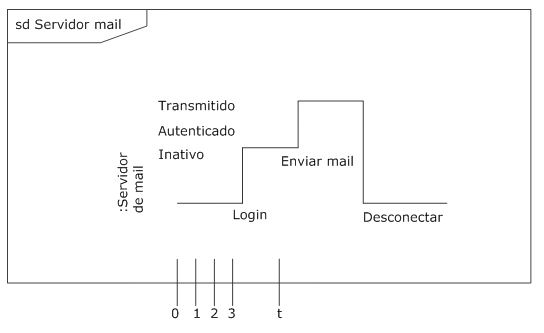 sd Servidor mail
Transmitido
Autenticado
Inativo
:Servidor
de mail
Enviar mail
Login
Desconectar
0 1 2 3 t